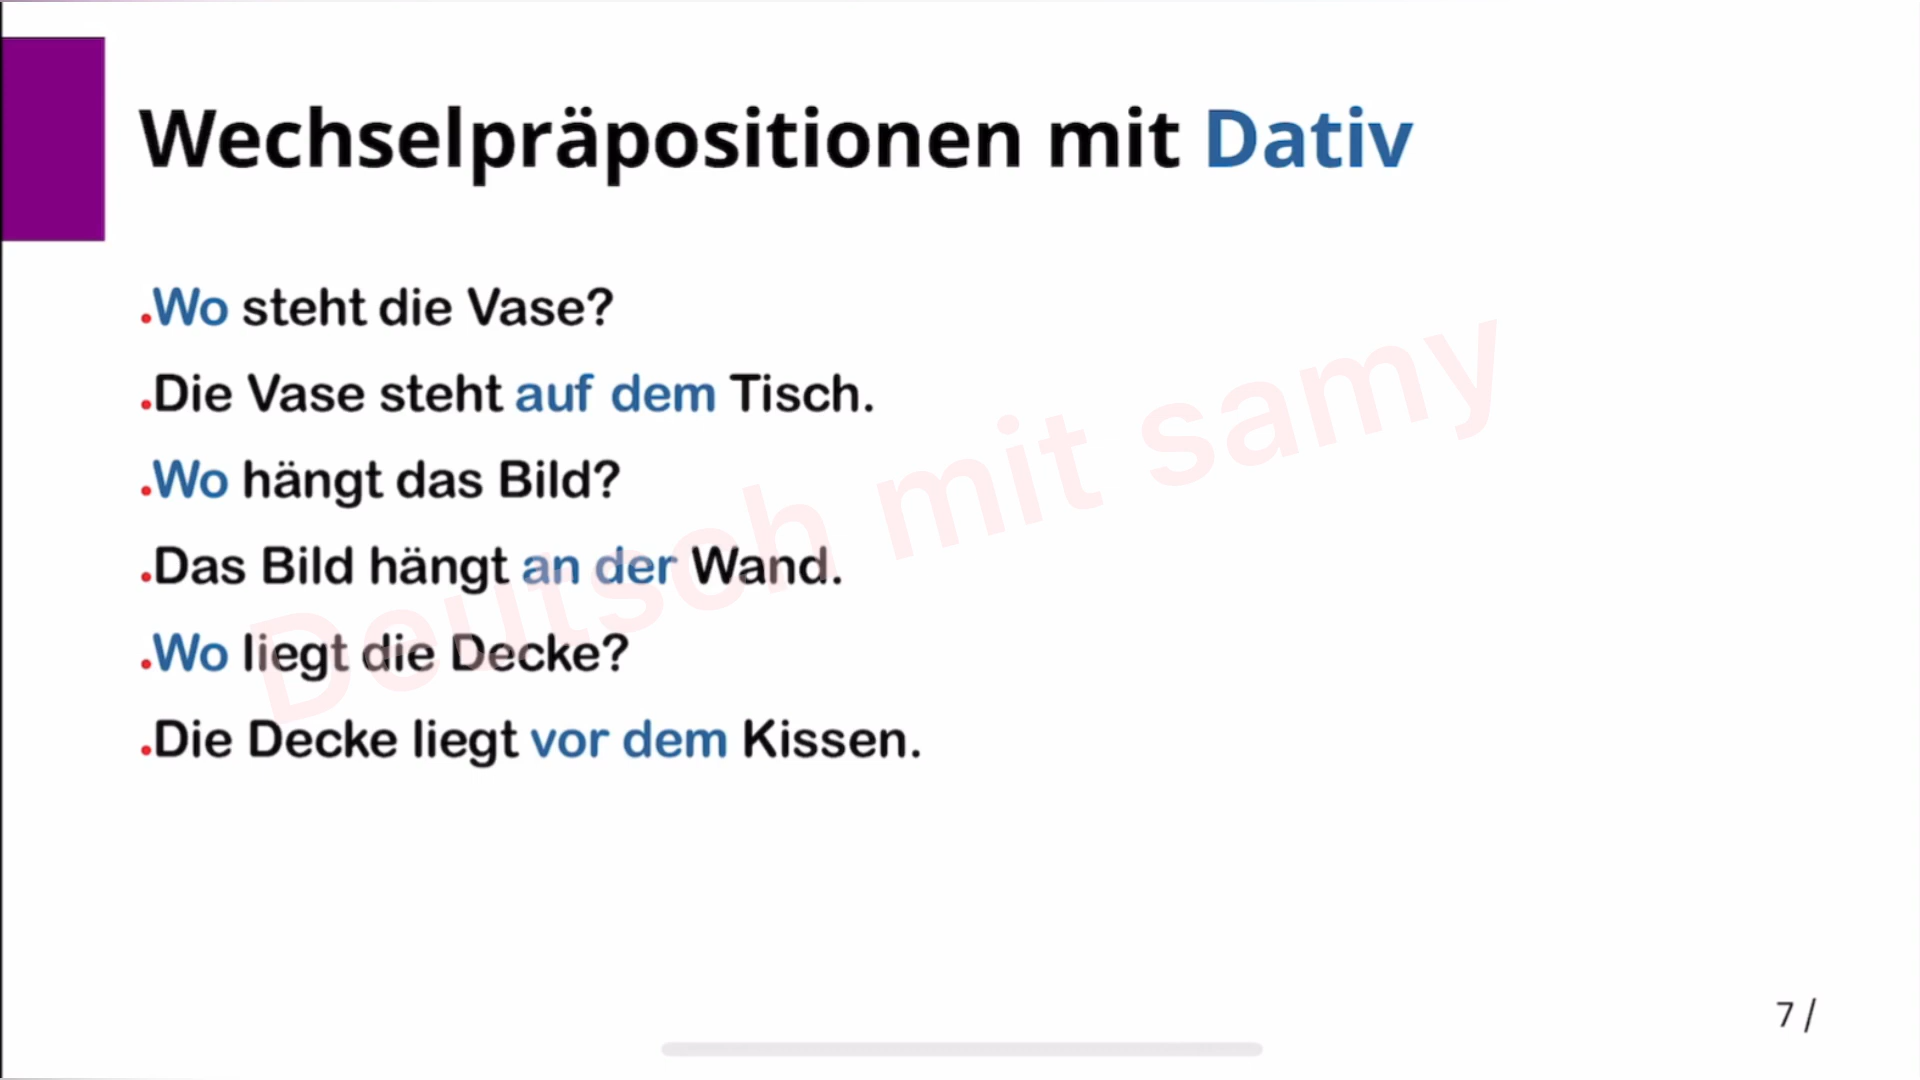 Wechselpräpositionen mit Dativ
.Wo steht die Vase?
.Die Vase steht auf dem Tisch.
.Wo hängt das Bild?
.Das Bild hängt an der Wand.
.Wo liegt die Decke?
.Die Decke liegt vor dem Kissen.
Deutsch mit samy
7 /